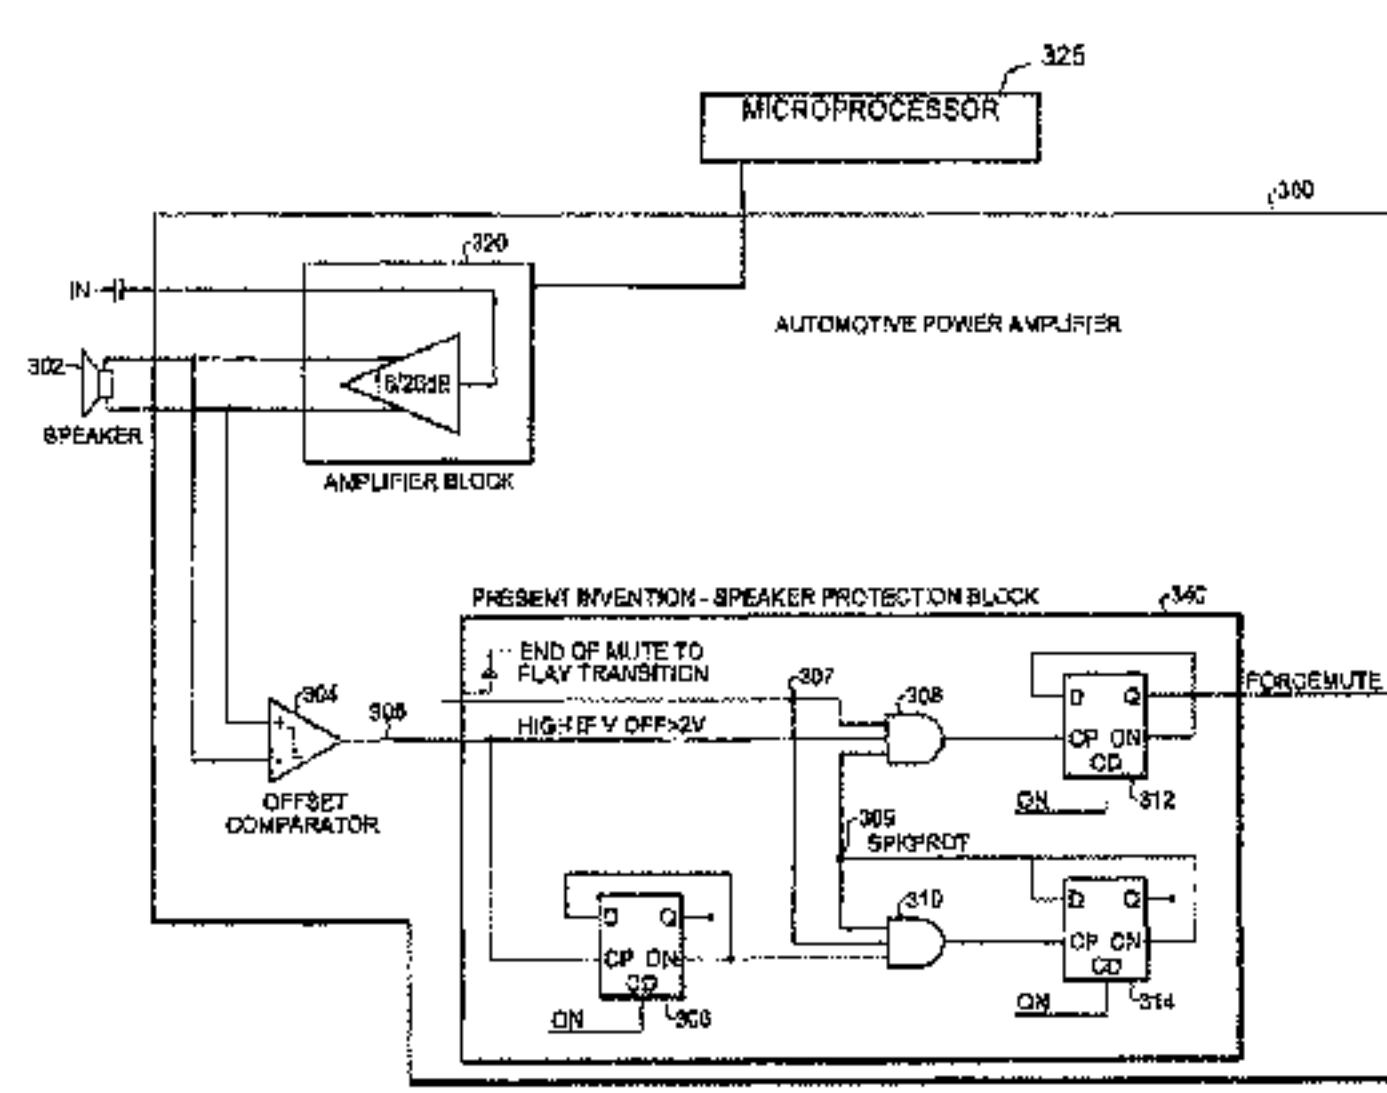 325
MICROPROCESSOR
300
320
IN
AUTOMOTIVE POWER AMPLIFIER
302
SPEAKER
AMPLIFIER BLOCK
PRESENT INVENTION - SPEAKER PROTECTION BLOCK
340
END OF MUTE TO
PLAY TRANSITION
307
308
FORCEMUTE
304
305
HIGH IF V OFF>2V
D Q
CP QN
CD
+
-
OFFSET
COMPARATOR
ON
312
309
SPKPROT
310
D Q
CP QN
CD
D Q
CP QN
CD
ON
306
ON
314